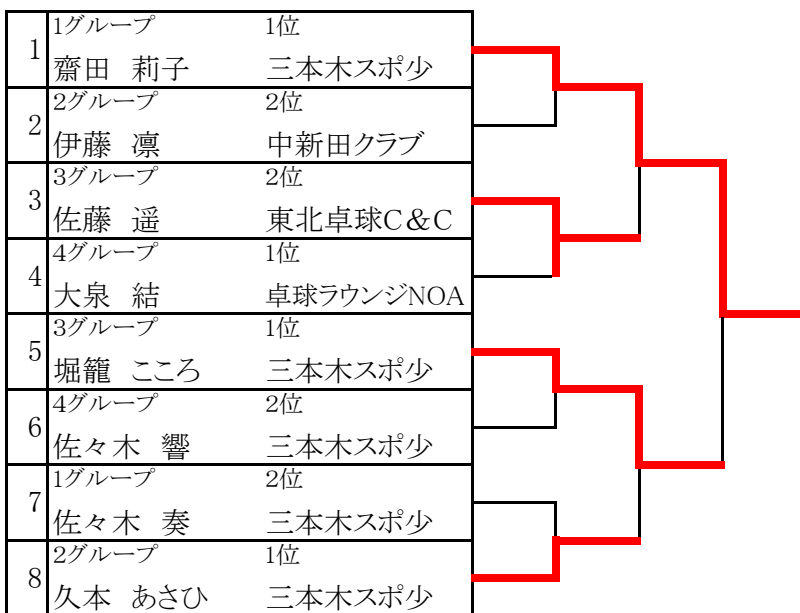 1グループ 1位
1
齋田 莉子 三本木スポ少
2グループ 2位
2
伊藤 凛 中新田クラブ
3グループ 2位
3
佐藤 遥 東北卓球C&C
4グループ 1位
4
大泉 結 卓球ラウンジNOA
3グループ 1位
5
堀籠 こころ 三本木スポ少
4グループ 2位
6
佐々木 響 三本木スポ少
1グループ 2位
7
佐々木 奏 三本木スポ少
2グループ 1位
8
久本 あさひ 三本木スポ少